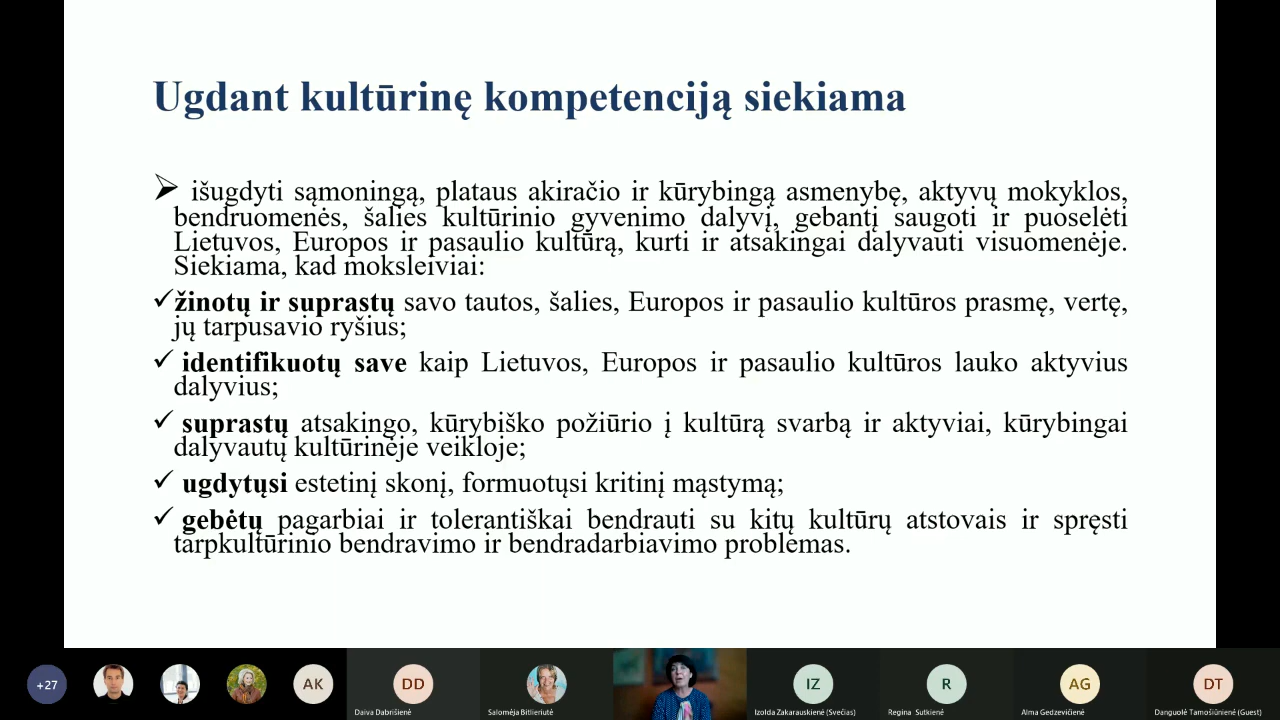 Ugdant kultūrinę kompetenciją siekiama
➢ išugdyti sąmoningą, plataus akiračio ir kūrybingą asmenybę, aktyvų mokyklos,
bendruomenės, šalies kultūrinio gyvenimo dalyvį, gebantį saugoti ir puoselėti
Lietuvos, Europos ir pasaulio kultūrą, kurti ir atsakingai dalyvauti visuomenėje.
Siekiama, kad moksleiviai:
✓žinotų ir suprastų savo tautos, šalies, Europos ir pasaulio kultūros prasmę, vertę,
jų tarpusavio ryšius;
✓ identifikuotų save kaip Lietuvos, Europos ir pasaulio kultūros lauko aktyvius
dalyvius;
✓ suprastų atsakingo, kūrybiško požiūrio į kultūrą svarbą ir aktyviai, kūrybingai
dalyvautų kultūrinėje veikloje;
✓ ugdytųsi estetinį skonį, formuotųsi kritinį mąstymą;
✓ gebėtų pagarbiai ir tolerantiškai bendrauti su kitų kultūrų atstovais ir spręsti
tarpkultūrinio bendravimo ir bendradarbiavimo problemas.
+27
AK
DD
IZ
R
AG
DT
Daiva Dabrišienė
Salomėja Bitlieriutė
Izolda Zakarauskienė (Svečias)
Regina Sutkienė
Alma Gedzevičienė
Danguolė Tamošiūnienė (Guest)